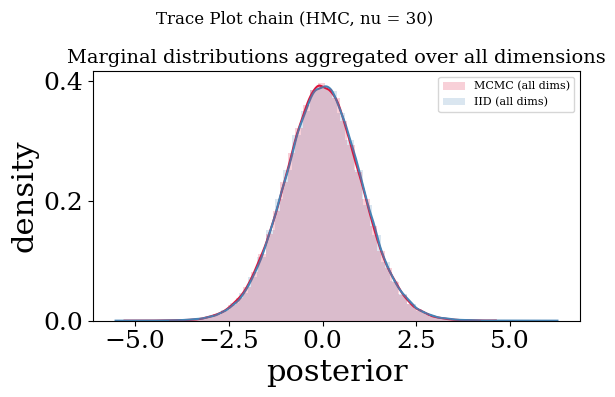 Trace Plot chain (HMC, nu = 30)
Marginal distributions aggregated over all dimensions
MCMC (all dims)
IID (all dims)
density
0.4
0.2
0.0
−5.0 −2.5 0.0 2.5 5.0
posterior